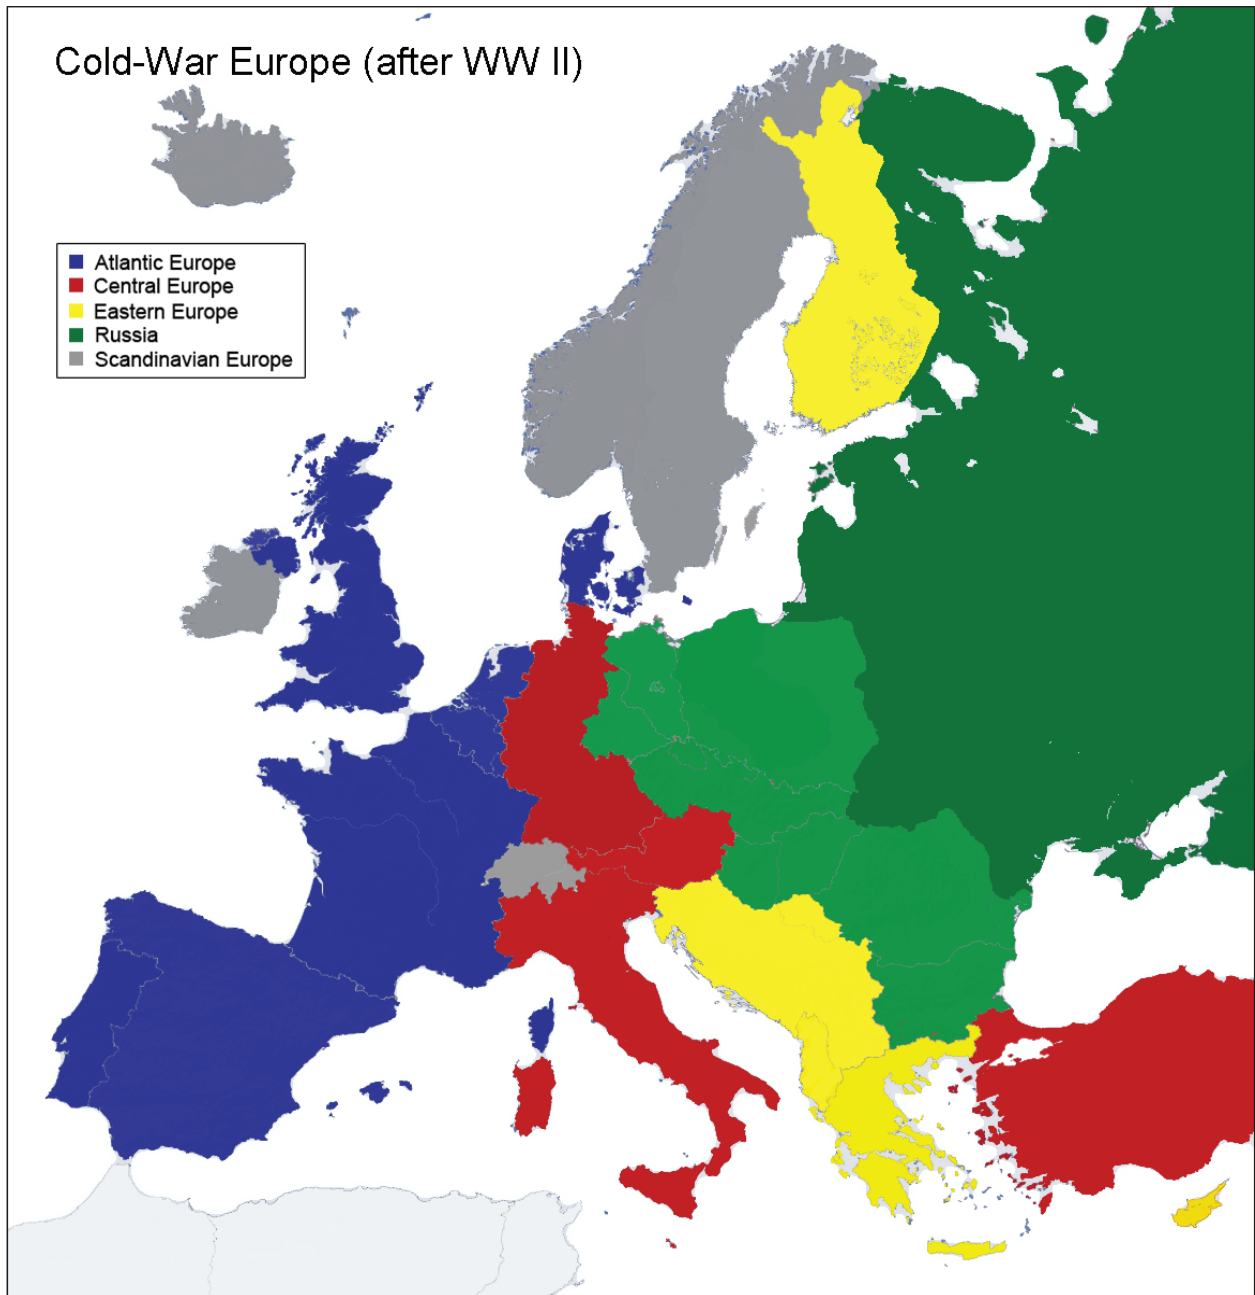 Cold-War Europe (after WW II)
Atlantic Europe
Central Europe
Eastern Europe
Russia
Scandinavian Europe